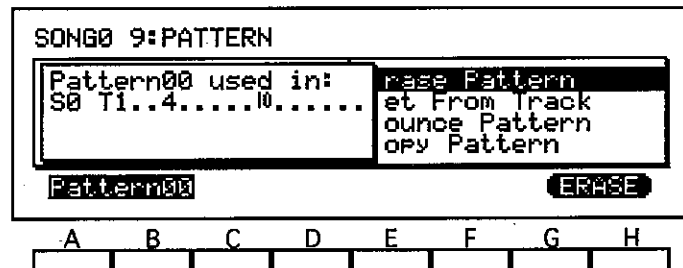 SONG0 9:PATTERN
Pattern00 used in:
S0 T1..4.....10......
rase Pattern
et From Track
ounce Pattern
opy Pattern
Pattern00
ERASE
A B C D E F G H